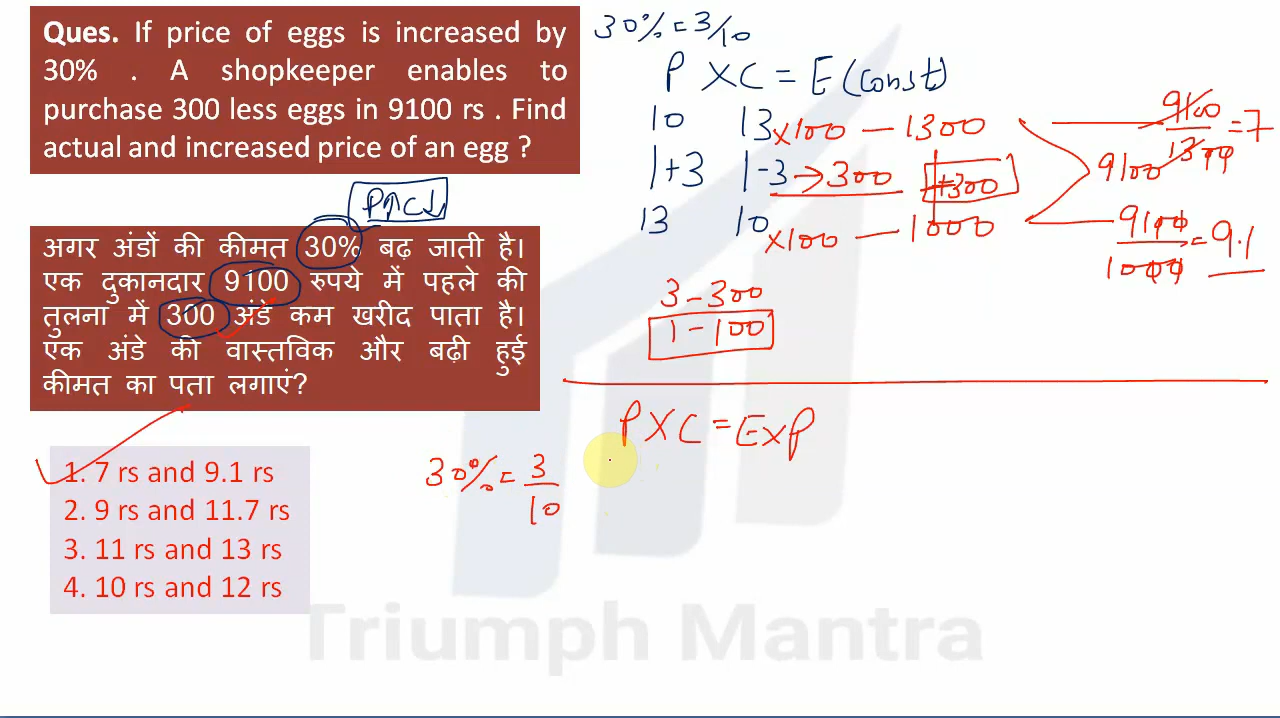 Ques. If price of eggs is increased by
30% . A shopkeeper enables to
purchase 300 less eggs in 9100 rs . Find
actual and increased price of an egg ?
P↑C↓
अगर अंडों की कीमत 30% बढ़ जाती है।
एक दुकानदार 9100 रुपये में पहले की
तुलना में 300 अंडे कम खरीद पाता है।
एक अंडे की वास्तविक और बढ़ी हुई
कीमत का पता लगाएं?
1. 7 rs and 9.1 rs
2. 9 rs and 11.7 rs
3. 11 rs and 13 rs
4. 10 rs and 12 rs
30% = 3/10
P X C = E (Const)
10 13 x100 — 1300
1+3 1-3 → 300 +300
13 10 x100 — 1000
9100
9100/1300 = 7
9100/1000 = 9.1
3 - 300
1 - 100
P X C = Exp
30% = 3/10
Triumph Mantra